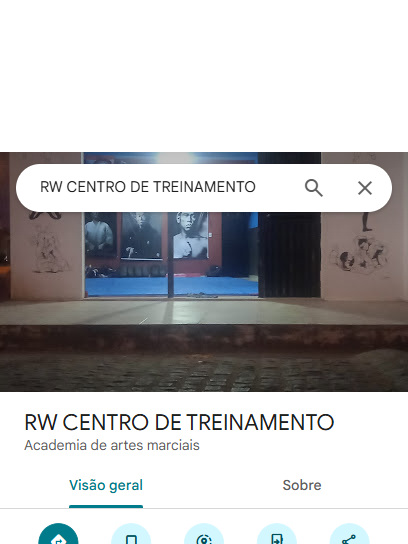 RW CENTRO DE TREINAMENTO
RW CENTRO DE TREINAMENTO
Academia de artes marciais
Visão geral
Sobre